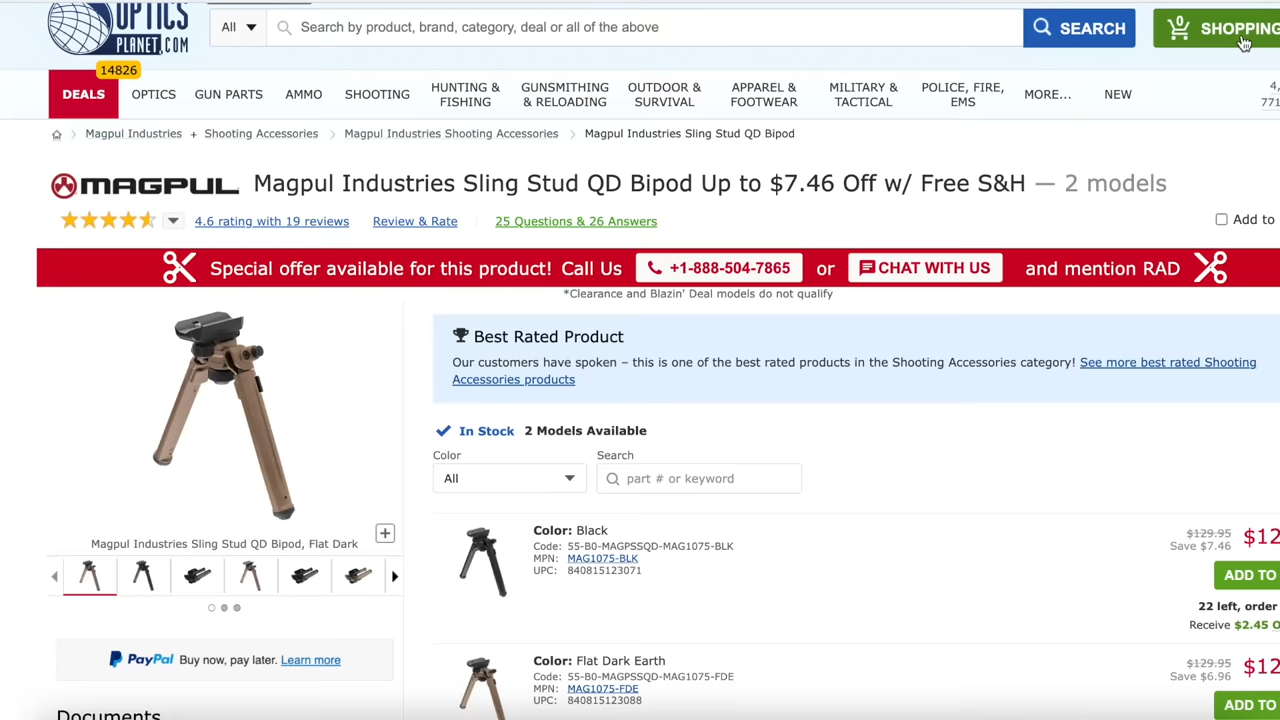 OPTICS
PLANET.COM
All
Search by product, brand, category, deal or all of the above
SEARCH
0
SHOPPING
14826
DEALS
OPTICS
GUN PARTS
AMMO
SHOOTING
HUNTING &
FISHING
GUNSMITHING
& RELOADING
OUTDOOR &
SURVIVAL
APPAREL &
FOOTWEAR
MILITARY &
TACTICAL
POLICE, FIRE,
EMS
MORE...
NEW
4,
771
Magpul Industries + Shooting Accessories
Magpul Industries Shooting Accessories
Magpul Industries Sling Stud QD Bipod
MAGPUL
Magpul Industries Sling Stud QD Bipod Up to $7.46 Off w/ Free S&H — 2 models
4.6 rating with 19 reviews
Review & Rate
25 Questions & 26 Answers
Add to
Special offer available for this product! Call Us +1-888-504-7865 or CHAT WITH US and mention RAD
*Clearance and Blazin' Deal models do not qualify
Best Rated Product
Our customers have spoken – this is one of the best rated products in the Shooting Accessories category! See more best rated Shooting
Accessories products
In Stock 2 Models Available
Color
Search
All
part # or keyword
Magpul Industries Sling Stud QD Bipod, Flat Dark
Color: Black
Code: 55-B0-MAGPSSQD-MAG1075-BLK
MPN: MAG1075-BLK
UPC: 840815123071
$129.95
Save $7.46
$12
ADD TO
22 left, order
Receive $2.45 O
PayPal Buy now, pay later. Learn more
Color: Flat Dark Earth
Code: 55-B0-MAGPSSQD-MAG1075-FDE
MPN: MAG1075-FDE
UPC: 840815123088
$129.95
Save $6.96
$12
ADD TO
Documents